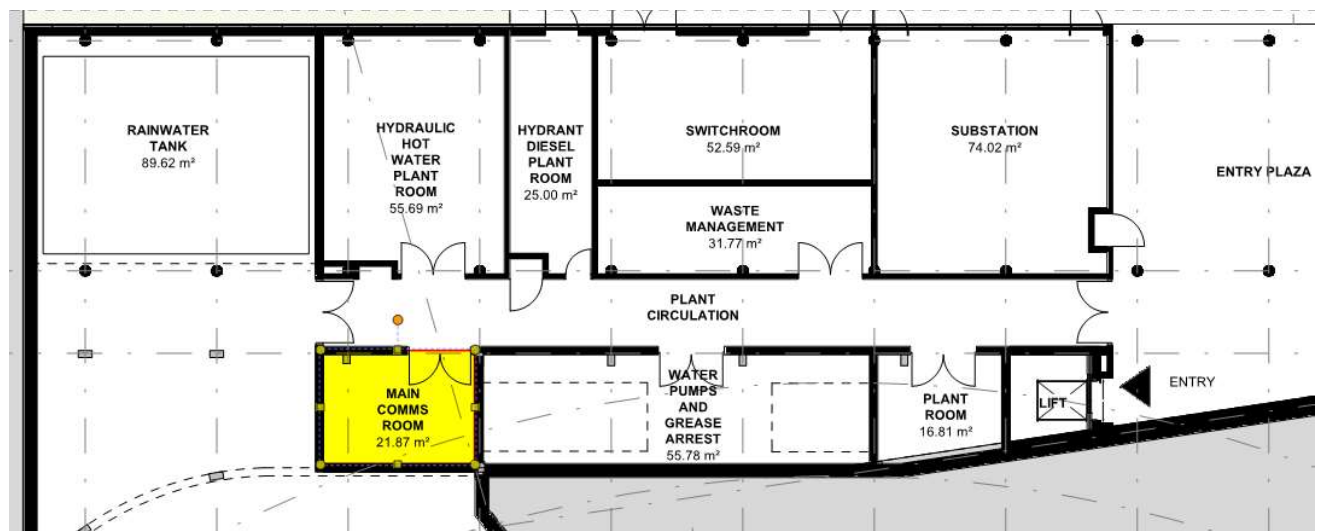 RAINWATER
TANK
89.62 m²
HYDRAULIC
HOT
WATER
PLANT
ROOM
55.69 m²
HYDRANT
DIESEL
PLANT
ROOM
25.00 m²
SWITCHROOM
52.59 m²
SUBSTATION
74.02 m²
ENTRY PLAZA
WASTE
MANAGEMENT
31.77 m²
PLANT
CIRCULATION
MAIN
COMMS
ROOM
21.87 m²
WATER
PUMPS
AND
GREASE
ARREST
55.78 m²
PLANT
ROOM
16.81 m²
LIFT
ENTRY